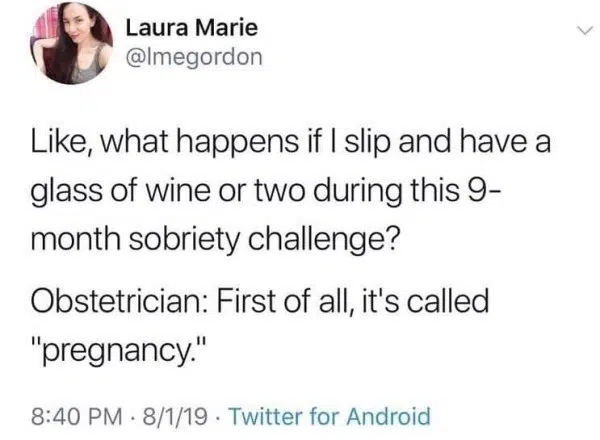 Laura Marie
@lmegordon
Like, what happens if I slip and have a
glass of wine or two during this 9-
month sobriety challenge?
Obstetrician: First of all, it's called
"pregnancy."
8:40 PM · 8/1/19 · Twitter for Android